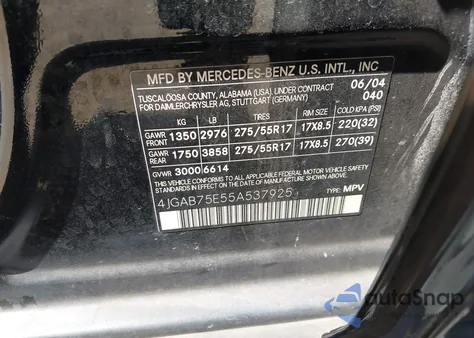 MFD BY MERCEDES-BENZ U.S. INTL., INC
TUSCALOOSA COUNTY, ALABAMA (USA), UNDER CONTRACT 06/04
FOR DAIMLERCHRYSLER AG, STUTTGART (GERMANY) 040
KG LB TIRES RIM SIZE COLD KPA (PSI)
GAWR FRONT 1350 2976 275/55R17 17X8.5 220(32)
GAWR REAR 1750 3858 275/55R17 17X8.5 270(39)
GVWR 3000 6614
THIS VEHICLE CONFORMS TO ALL APPLICABLE FEDERAL MOTOR VEHICLE
SAFETY STANDARDS IN EFFECT ON THE DATE OF MANUFACTURE SHOWN ABOVE.
4JGAB75E55A537925 TYPE: MPV
autoSnap